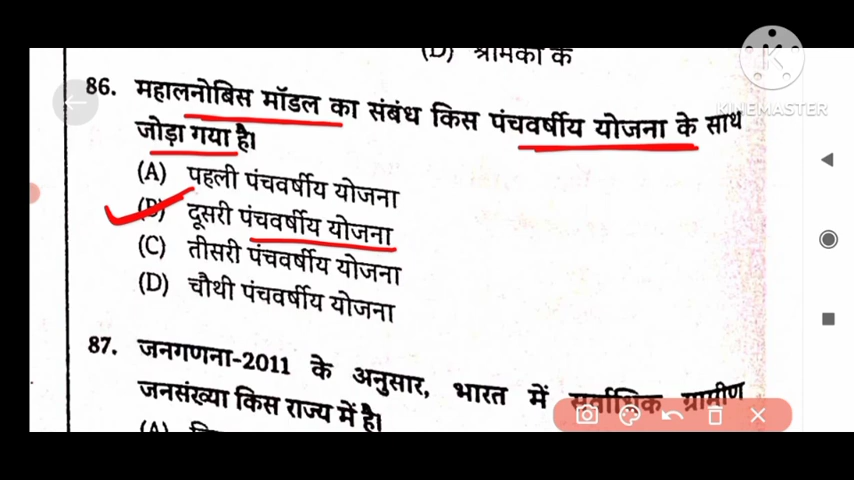 (D) श्रमिकों के
86. महालनोबिस मॉडल का संबंध किस पंचवर्षीय योजना के साथ
जोड़ा गया है।
(A) पहली पंचवर्षीय योजना
(B) दूसरी पंचवर्षीय योजना
(C) तीसरी पंचवर्षीय योजना
(D) चौथी पंचवर्षीय योजना
87. जनगणना-2011 के अनुसार, भारत में सर्वाधिक ग्रामीण
जनसंख्या किस राज्य में है।
(A)
KINEMASTER